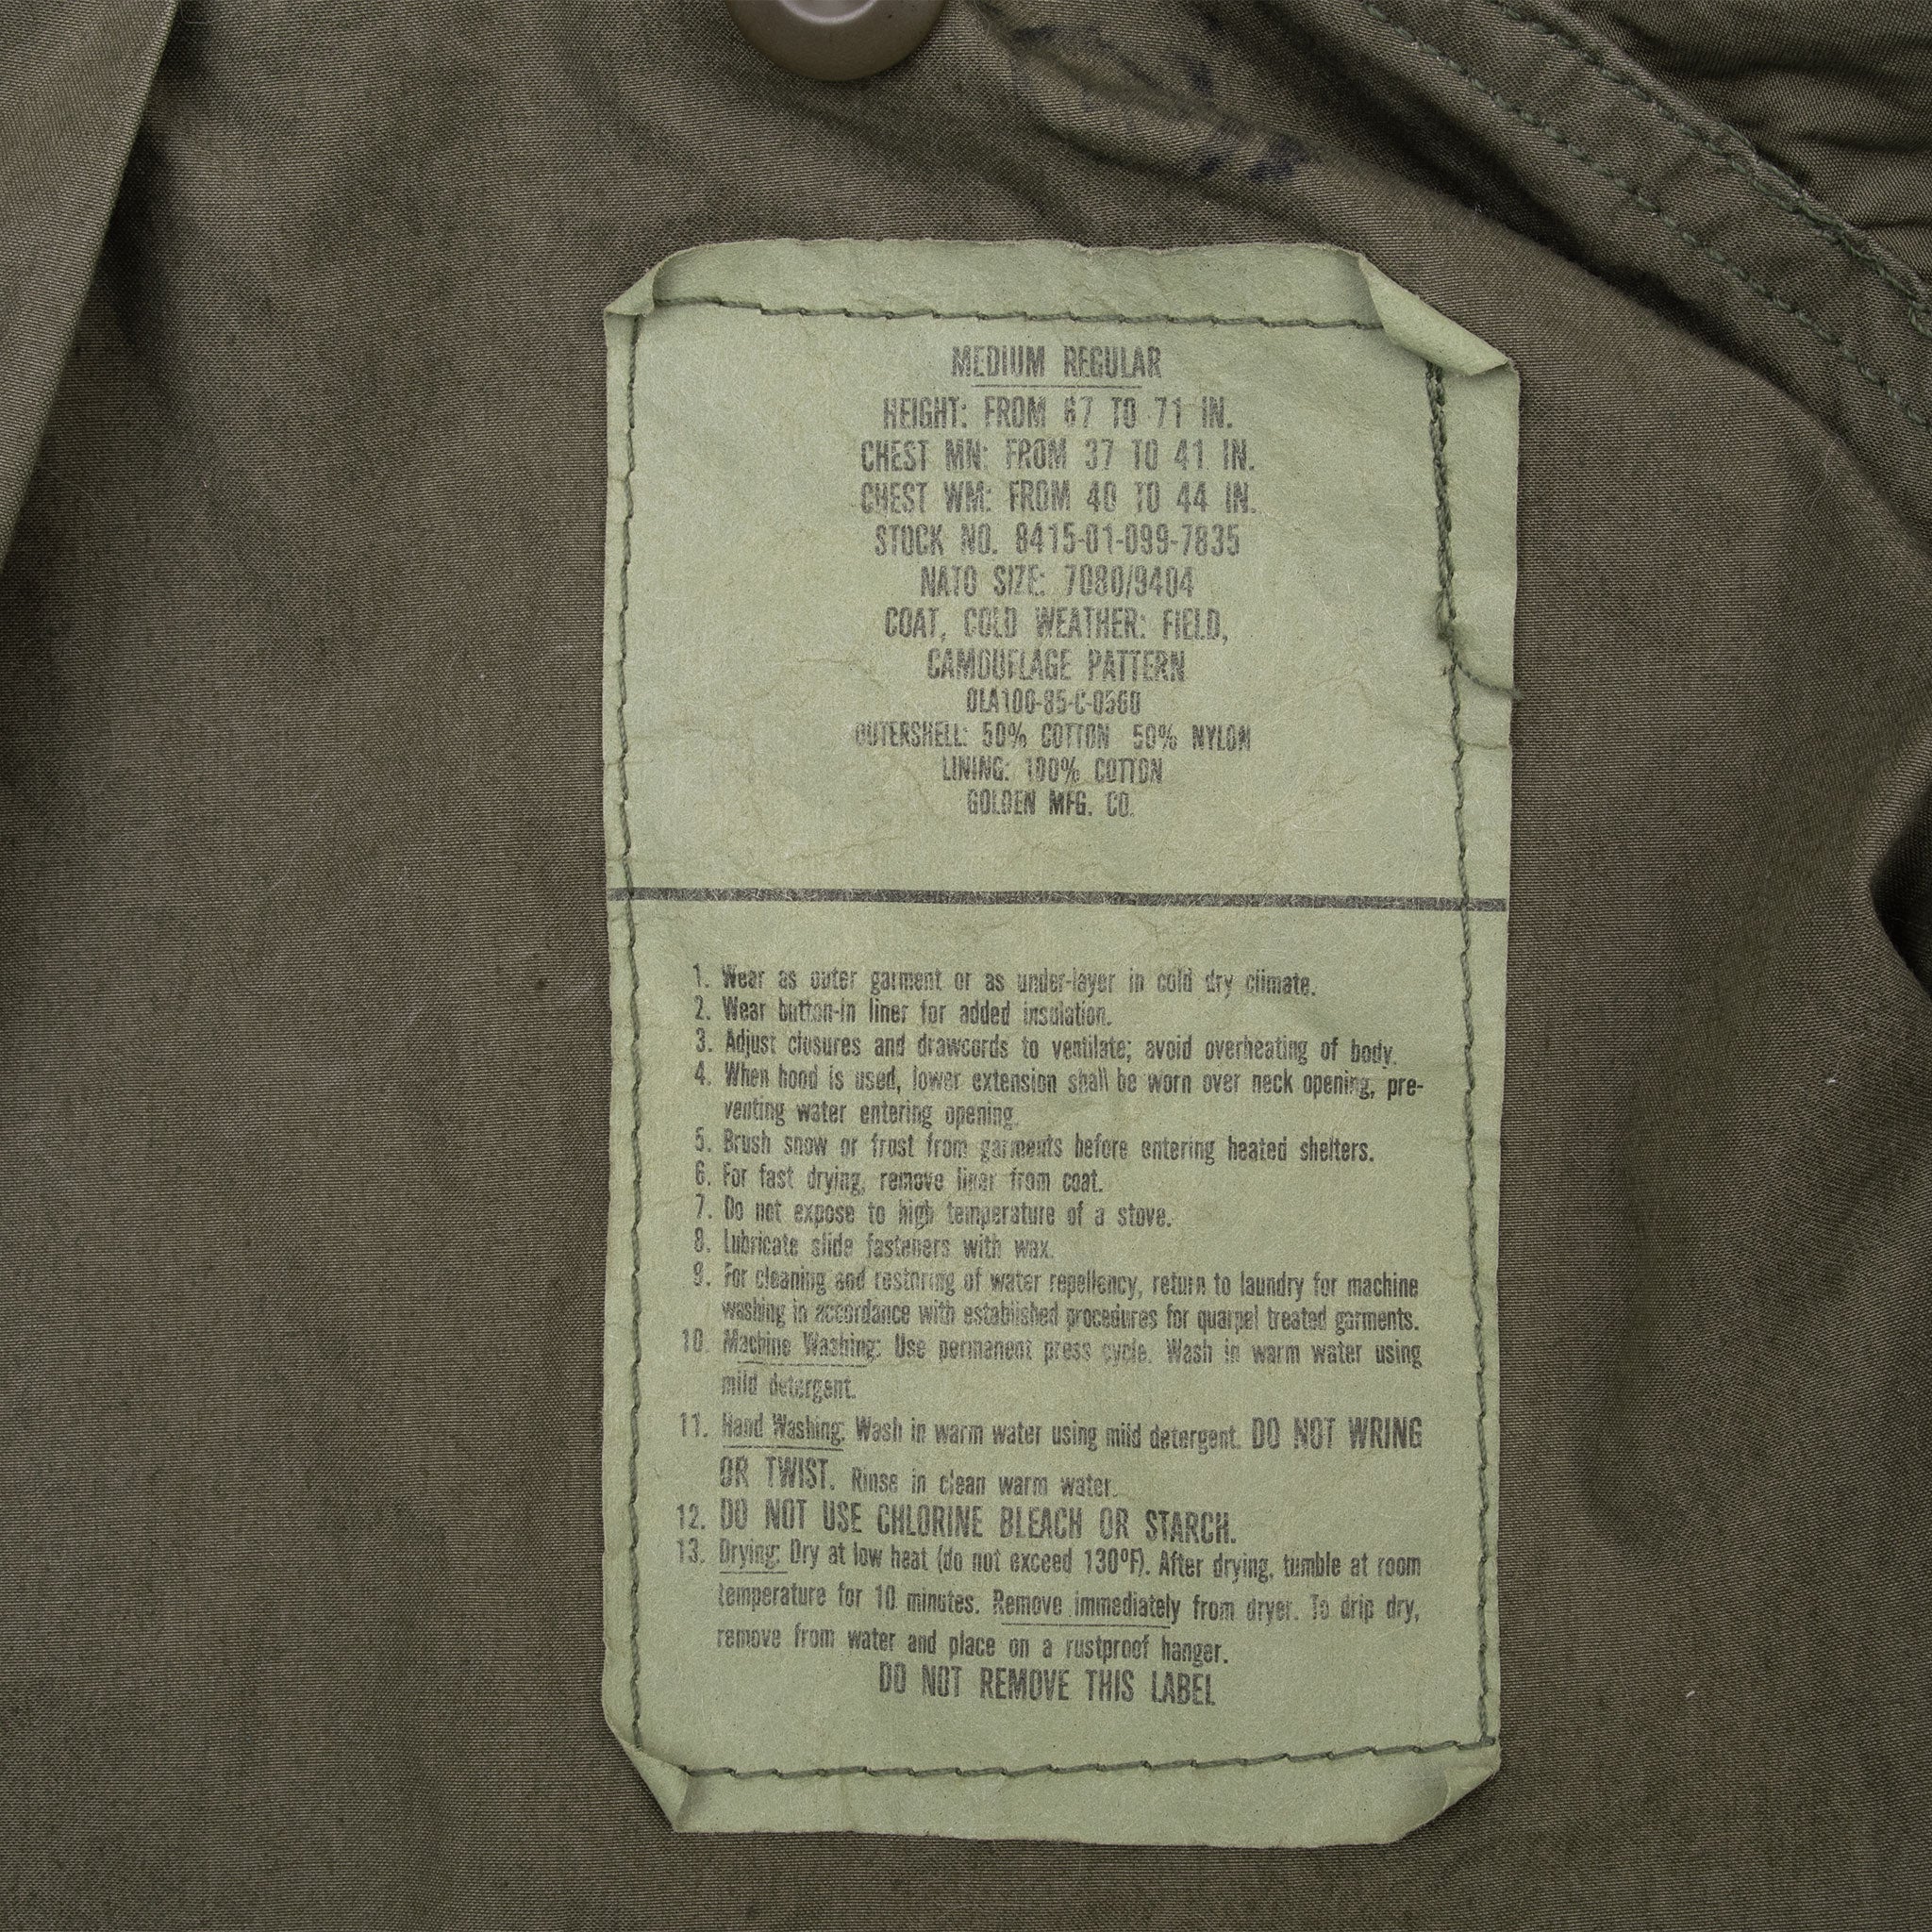 MEDIUM REGULAR
HEIGHT: FROM 67 TO 71 IN.
CHEST MN: FROM 37 TO 41 IN.
CHEST WM: FROM 40 TO 44 IN.
STOCK NO. 8415-01-099-7835
NATO SIZE: 7080/9404
COAT, COLD WEATHER: FIELD,
CAMOUFLAGE PATTERN
DLA100-85-C-0560
OUTERSHELL: 50% COTTON 50% NYLON
LINING: 100% COTTON
GOLDEN MFG. CO.
1. Wear as outer garment or as under-layer in cold dry climate.
2. Wear button-in liner for added insulation.
3. Adjust closures and drawcords to ventilate; avoid overheating of body.
4. When hood is used, lower extension shall be worn over neck opening, pre-
venting water entering opening.
5. Brush snow or frost from garments before entering heated shelters.
6. For fast drying, remove liner from coat.
7. Do not expose to high temperature of a stove.
8. Lubricate slide fasteners with wax.
9. For cleaning and restoring of water repellency, return to laundry for machine
washing in accordance with established procedures for quarpel treated garments.
10. Machine Washing: Use permanent press cycle. Wash in warm water using
mild detergent.
11. Hand Washing: Wash in warm water using mild detergent. DO NOT WRING
OR TWIST. Rinse in clean warm water.
12. DO NOT USE CHLORINE BLEACH OR STARCH.
13. Drying: Dry at low heat (do not exceed 130ºF). After drying, tumble at room
temperature for 10 minutes. Remove immediately from dryer. To drip dry,
remove from water and place on a rustproof hanger.
DO NOT REMOVE THIS LABEL